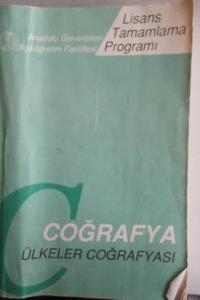 Anadolu Üniversitesi
Açıköğretim Fakültesi
Lisans
Tamamlama
Programı
C
COĞRAFYA
ÜLKELER COĞRAFYASI